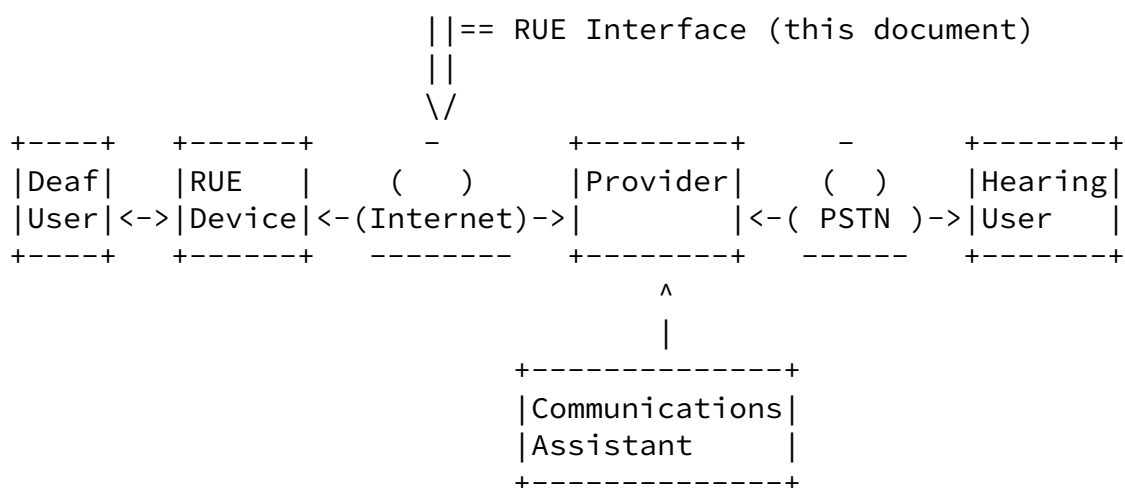 ||== RUE Interface (this document)
||
\/
+----+   +------+       -         +--------+      -       +-------+
|Deaf|   |RUE   |     (   )       |Provider|     (  )     |Hearing|
|User|<->|Device|<-(Internet)->|        |<-( PSTN )->|User   |
+----+   +------+    --------    +--------+    ------    +-------+
^
|
+--------------+
|Communications|
|Assistant     |
+--------------+